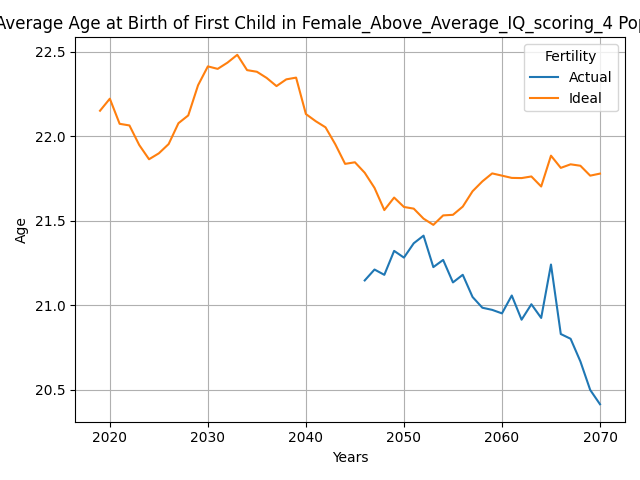 Average Age at Birth of First Child in Female_Above_Average_IQ_scoring_4
Fertility
Actual
Ideal
22.5
22.0
21.5
21.0
20.5
Age
2020 2030 2040 2050 2060 2070
Years